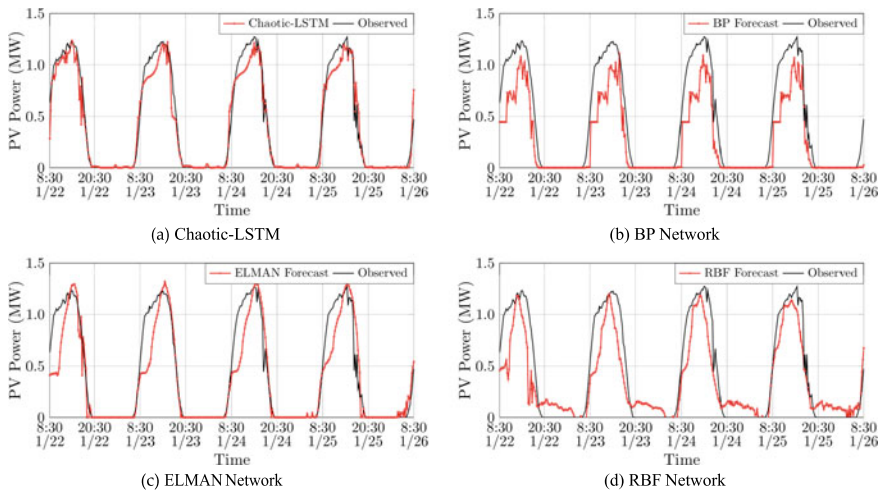 Chaotic-LSTM Observed
PV Power (MW)
1.5
1.0
0.5
0
8:30 20:30 8:30 20:30 8:30 20:30 8:30 20:30 8:30
1/22 1/22 1/23 1/23 1/24 1/24 1/25 1/25 1/26
Time
(a) Chaotic-LSTM
BP Forecast Observed
PV Power (MW)
1.5
1.0
0.5
0
8:30 20:30 8:30 20:30 8:30 20:30 8:30 20:30 8:30
1/22 1/22 1/23 1/23 1/24 1/24 1/25 1/25 1/26
Time
(b) BP Network
ELMAN Forecast Observed
PV Power (MW)
1.5
1.0
0.5
0
8:30 20:30 8:30 20:30 8:30 20:30 8:30 20:30 8:30
1/22 1/22 1/23 1/23 1/24 1/24 1/25 1/25 1/26
Time
(c) ELMAN Network
RBF Forecast Observed
PV Power (MW)
1.5
1.0
0.5
0
8:30 20:30 8:30 20:30 8:30 20:30 8:30 20:30 8:30
1/22 1/22 1/23 1/23 1/24 1/24 1/25 1/25 1/26
Time
(d) RBF Network